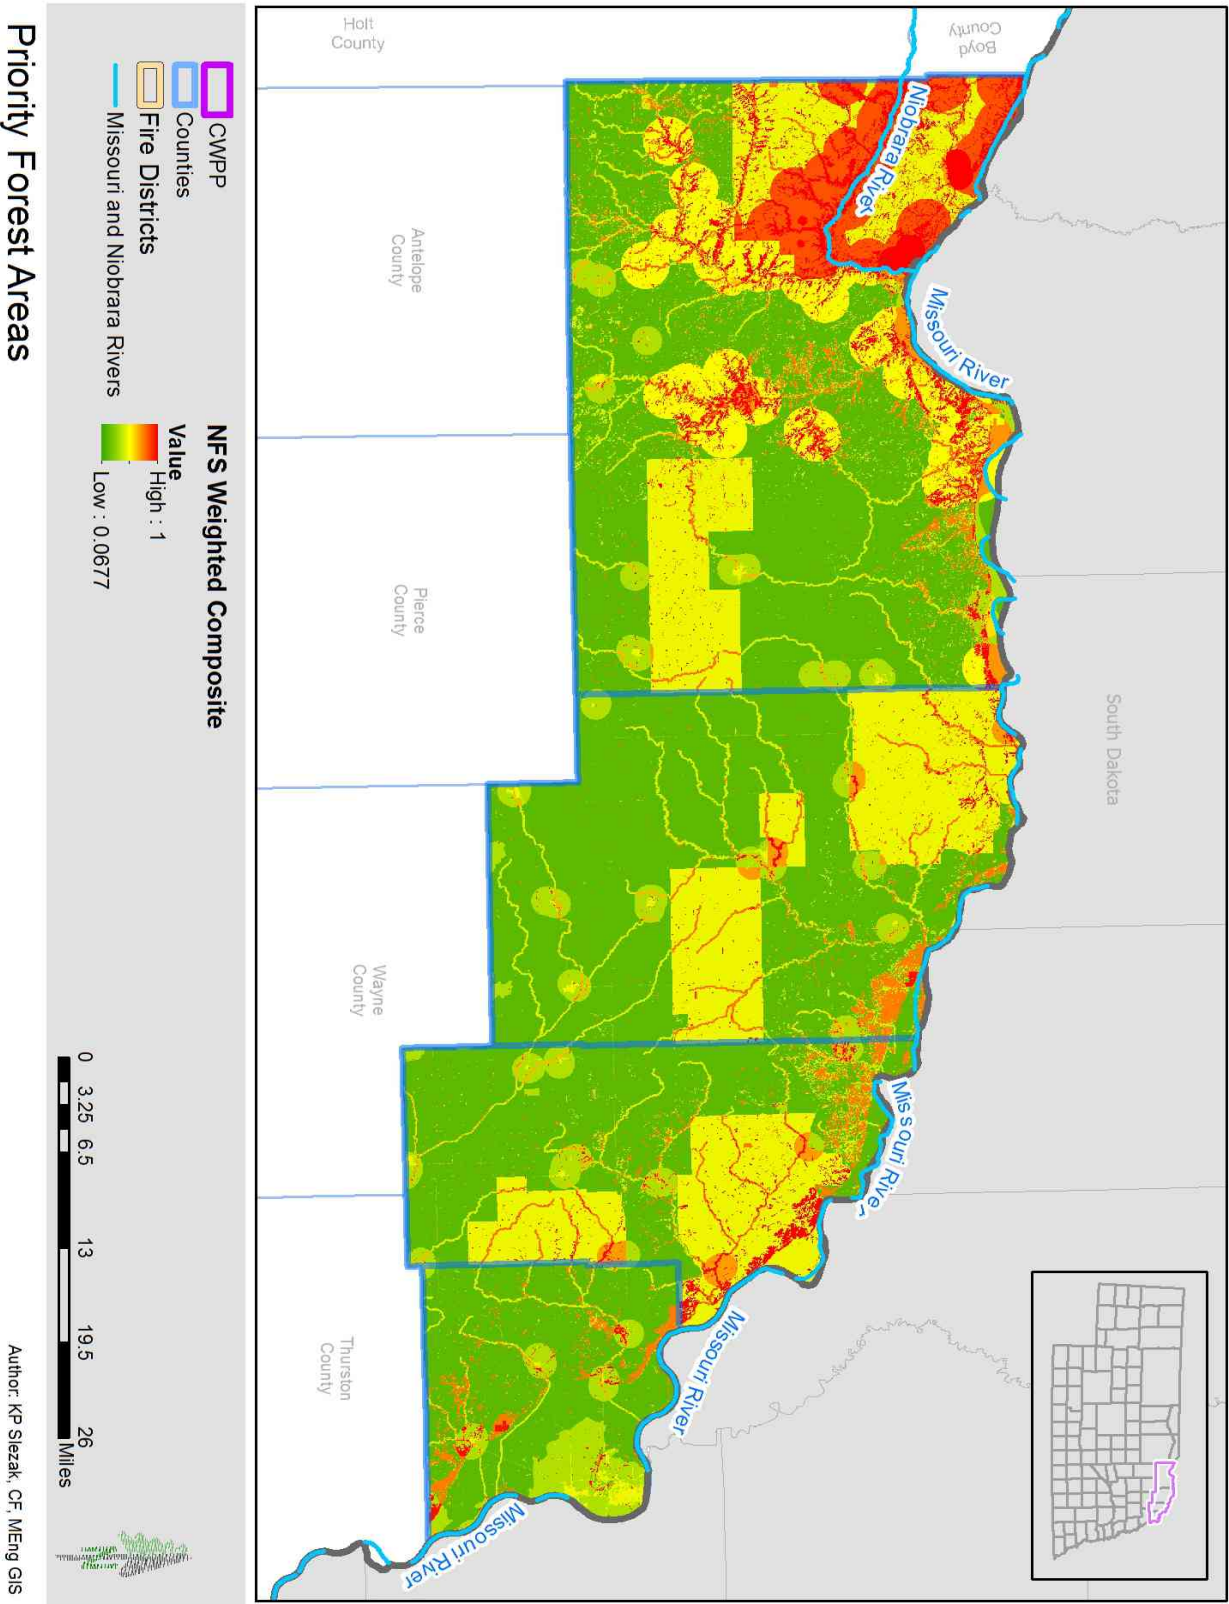 Holt
County
Boyd
County
Niobrara River
Missouri River
South Dakota
Antelope
County
Pierce
County
Wayne
County
Missouri River
Missouri River
Thurston
County
Missouri River
CWPP
Counties
Fire Districts
Missouri and Niobrara Rivers
NFS Weighted Composite
Value
High : 1
Low : 0.0677
0 3.25 6.5 13 19.5 26
Miles
Priority Forest Areas
Author: KP Slezak, CF, MEng GIS